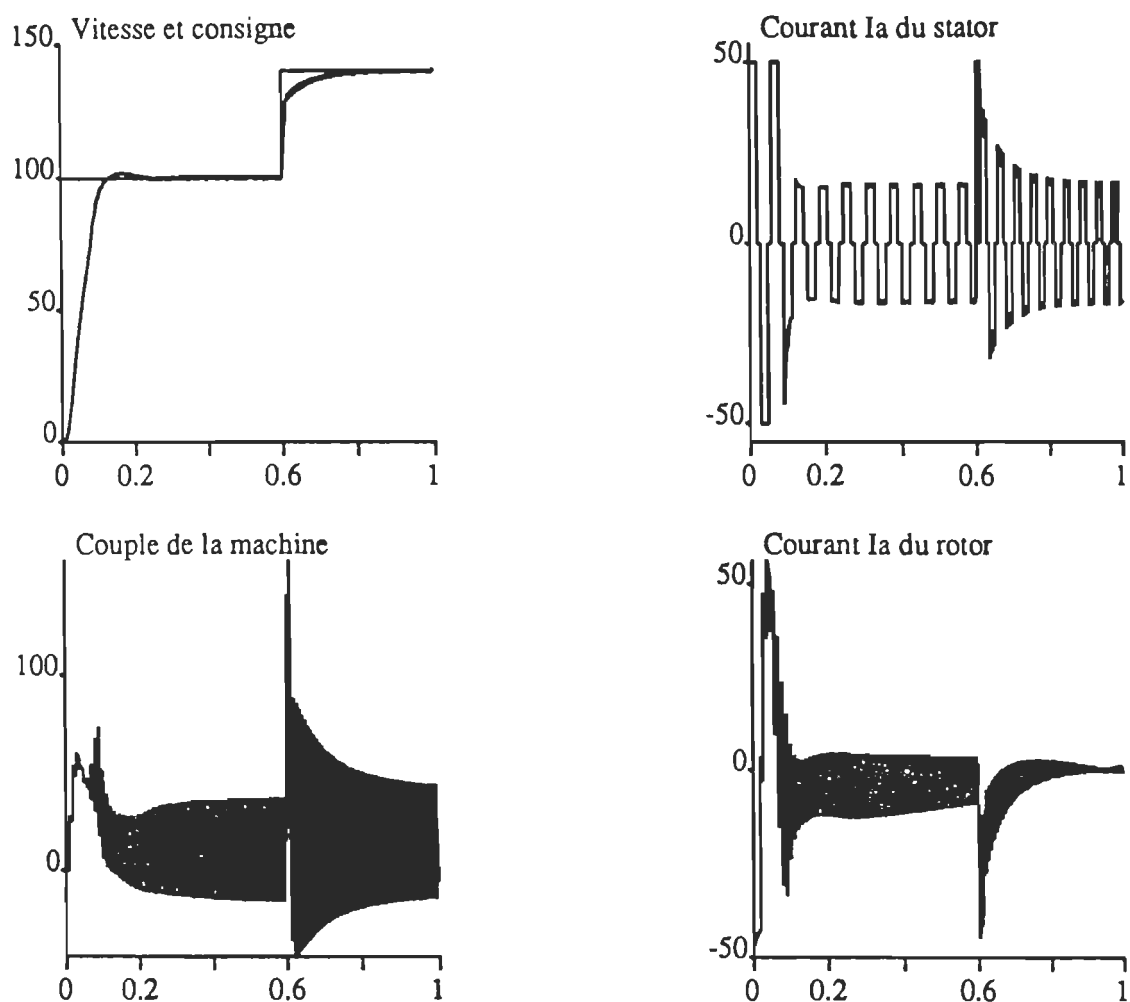 Vitesse et consigne
150
100
50
0
0 0.2 0.6 1
Courant Ia du stator
50
0
-50
0 0.2 0.6 1
Couple de la machine
100
0
0 0.2 0.6 1
Courant Ia du rotor
50
0
-50
0 0.2 0.6 1